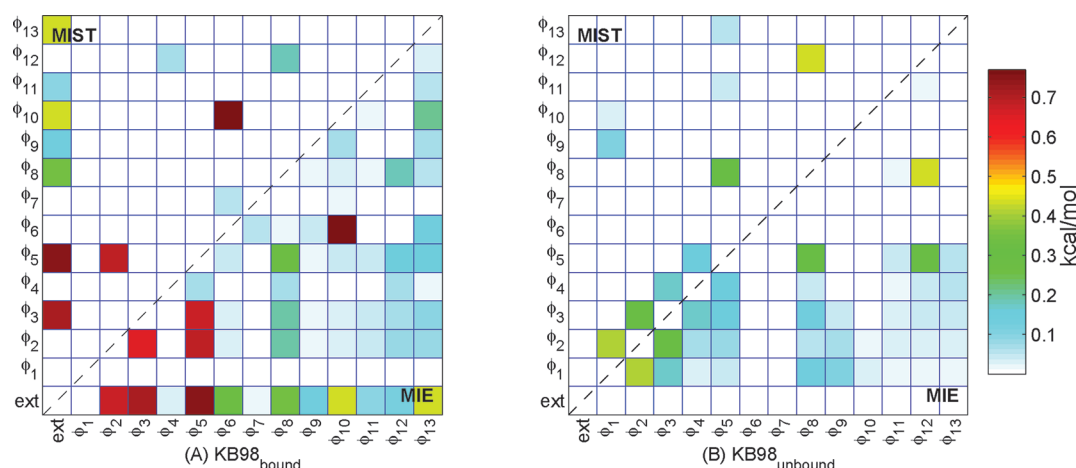 MIST
MIE
ϕ13
ϕ12
ϕ11
ϕ10
ϕ9
ϕ8
ϕ7
ϕ6
ϕ5
ϕ4
ϕ3
ϕ2
ϕ1
ext
ext ϕ1 ϕ2 ϕ3 ϕ4 ϕ5 ϕ6 ϕ7 ϕ8 ϕ9 ϕ10 ϕ11 ϕ12 ϕ13
(A) KB98bound
MIST
MIE
ϕ13
ϕ12
ϕ11
ϕ10
ϕ9
ϕ8
ϕ7
ϕ6
ϕ5
ϕ4
ϕ3
ϕ2
ϕ1
ext
ext ϕ1 ϕ2 ϕ3 ϕ4 ϕ5 ϕ6 ϕ7 ϕ8 ϕ9 ϕ10 ϕ11 ϕ12 ϕ13
(B) KB98unbound
0.7
0.6
0.5
0.4
0.3
0.2
0.1
kcal/mol